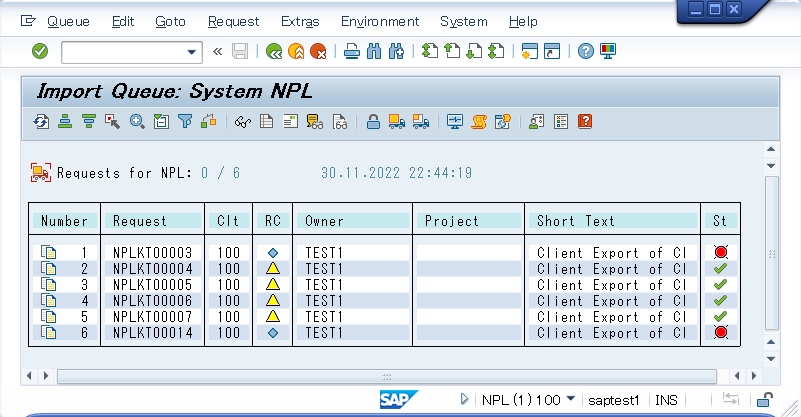 Queue Edit Goto Request Extras Environment System Help
Import Queue: System NPL
Requests for NPL: 0 / 6 30.11.2022 22:44:19
Number Request Clt RC Owner Project Short Text St
1 NPLKT00003 100 TEST1 Client Export of Cl
2 NPLKT00004 100 TEST1 Client Export of Cl
3 NPLKT00005 100 TEST1 Client Export of Cl
4 NPLKT00006 100 TEST1 Client Export of Cl
5 NPLKT00007 100 TEST1 Client Export of Cl
6 NPLKT00014 100 TEST1 Client Export of Cl
SAP NPL (1) 100 saptest1 INS